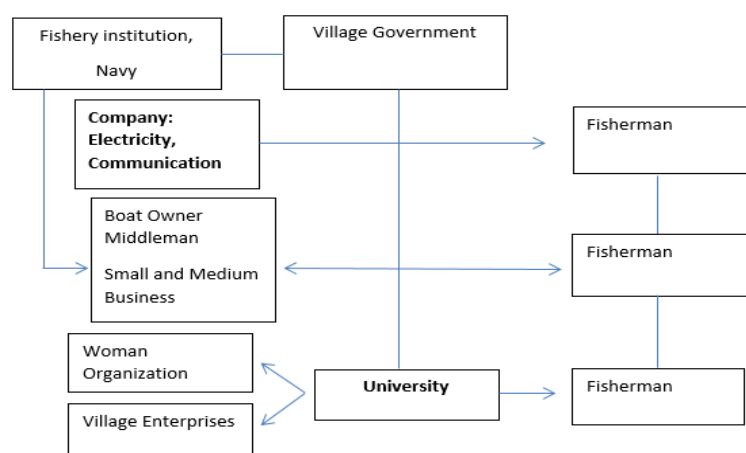 Fishery institution,
Navy
Village Government
Company:
Electricity,
Communication
Fisherman
Boat Owner
Middleman
Small and Medium
Business
Fisherman
Woman
Organization
University
Fisherman
Village Enterprises